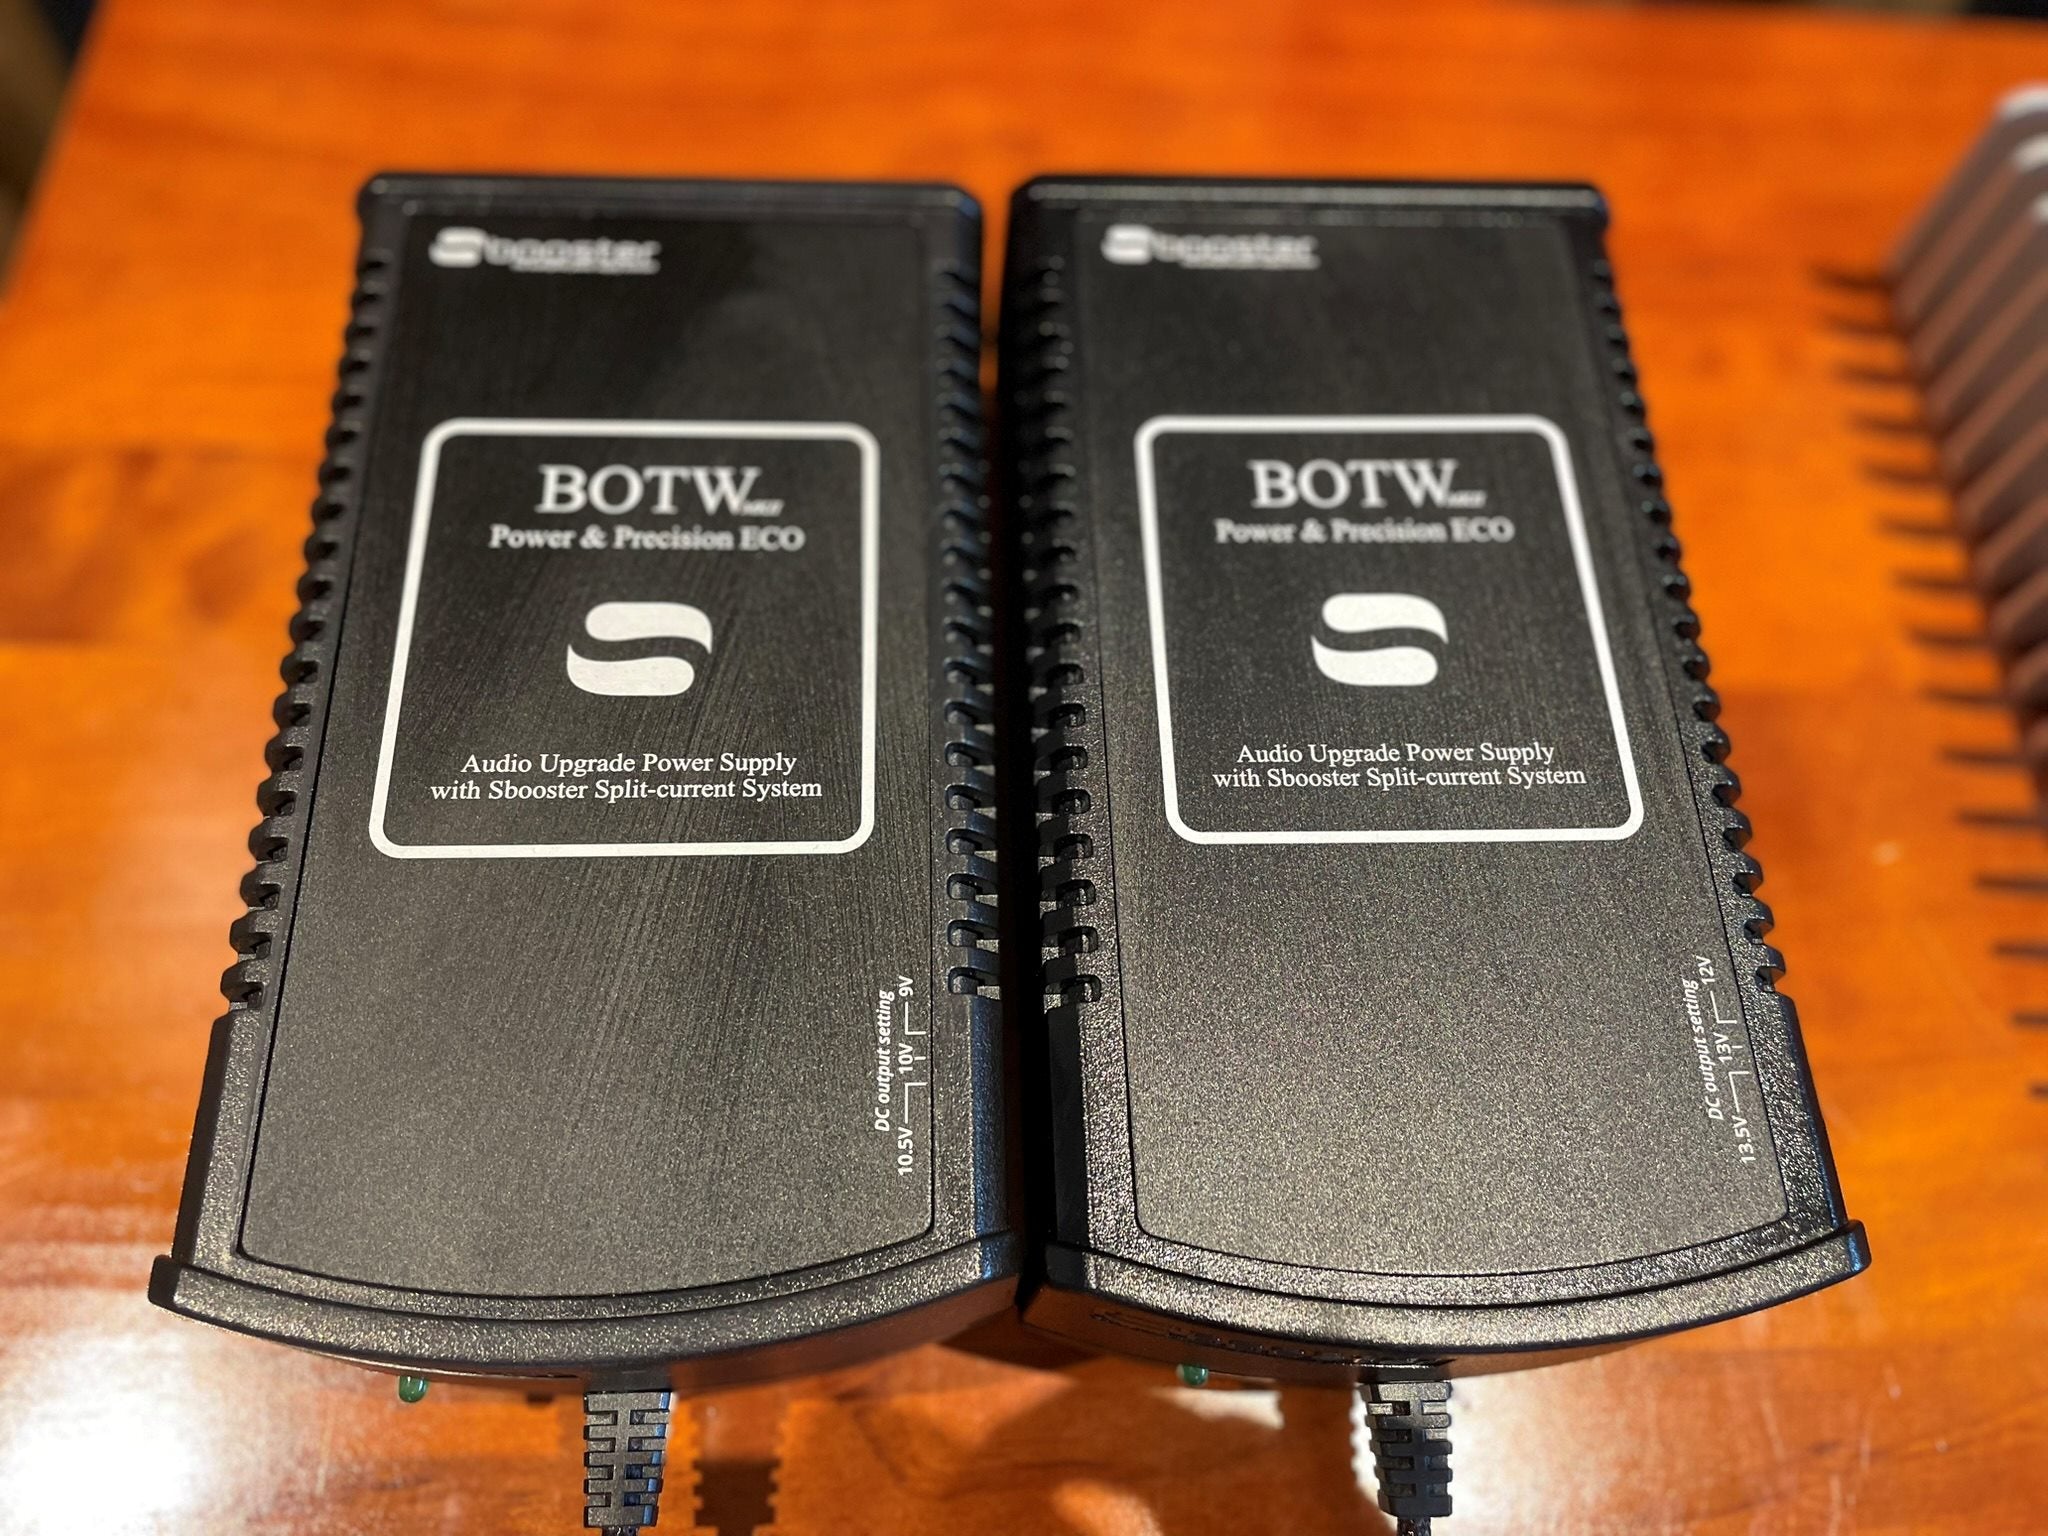 Sbooster
BOTW MKII
Power & Precision ECO
Audio Upgrade Power Supply
with Sbooster Split-current System
DC output setting
10.5V 10V 9V
Sbooster
BOTW MKII
Power & Precision ECO
Audio Upgrade Power Supply
with Sbooster Split-current System
DC output setting
13.5V 13V 12V